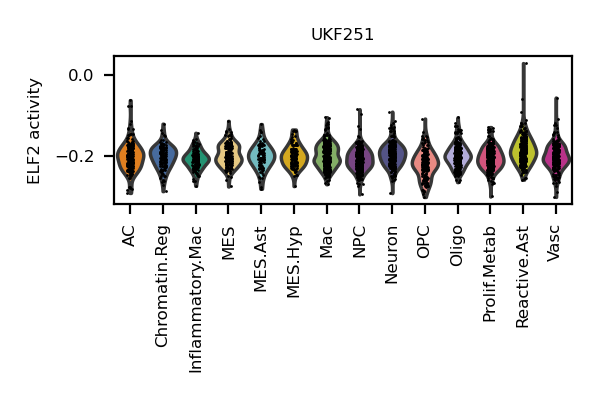 UKF251
ELF2 activity
0.0
−0.2
AC
Chromatin.Reg
Inflammatory.Mac
MES
MES.Ast
MES.Hyp
Mac
NPC
Neuron
OPC
Oligo
Prolif.Metab
Reactive.Ast
Vasc